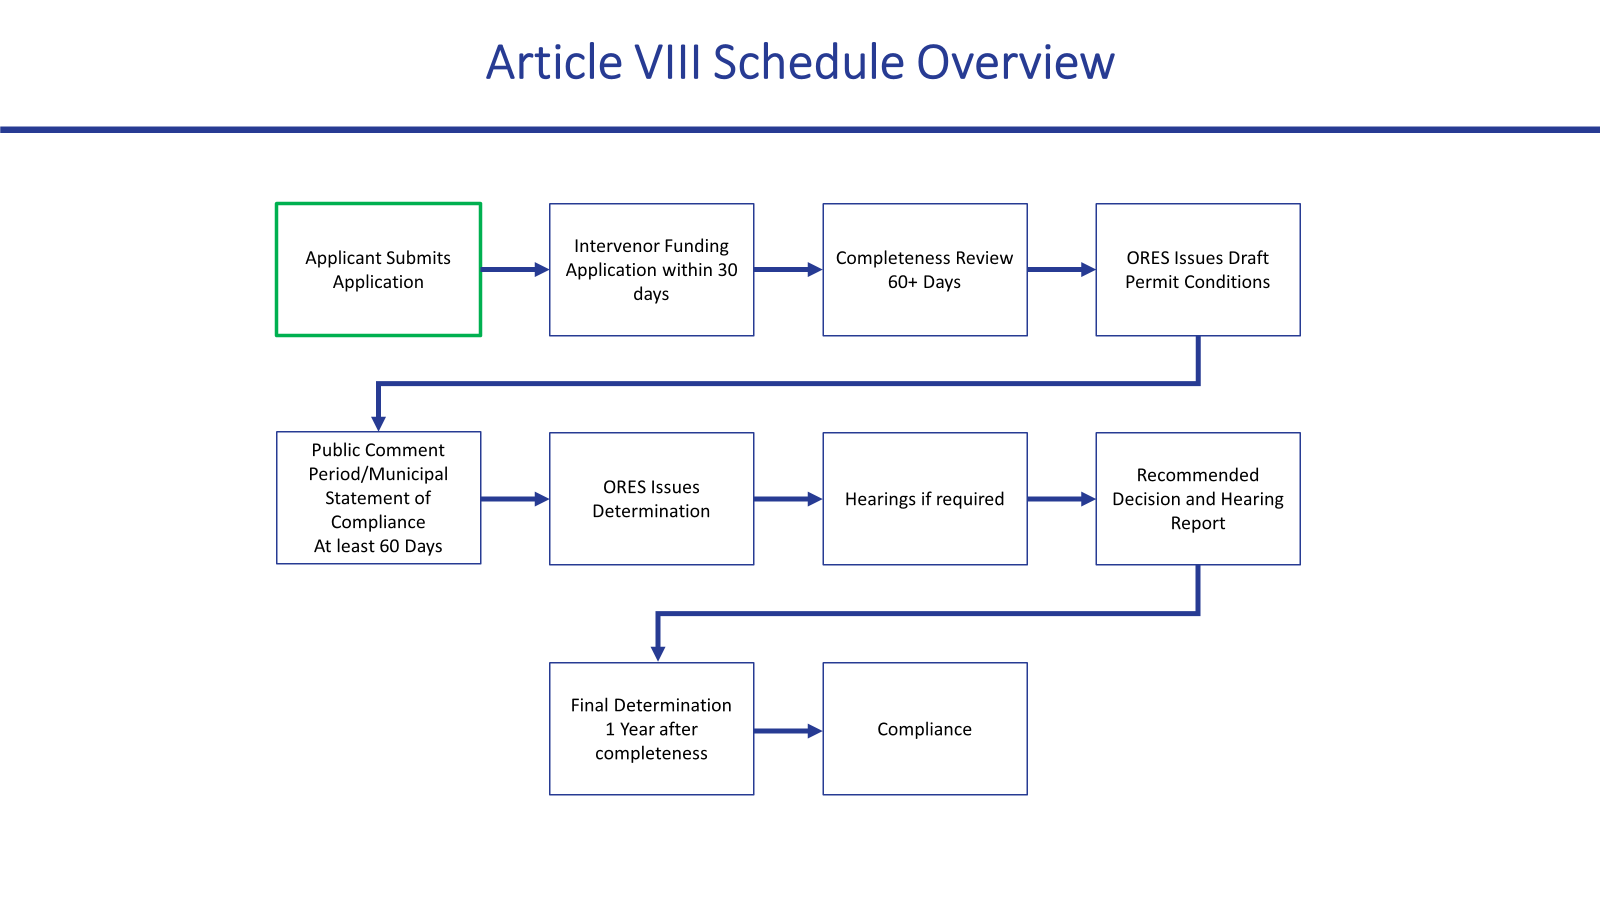 Article VIII Schedule Overview
Applicant Submits
Application
Intervenor Funding
Application within 30
days
Completeness Review
60+ Days
ORES Issues Draft
Permit Conditions
Public Comment
Period/Municipal
Statement of
Compliance
At least 60 Days
ORES Issues
Determination
Hearings if required
Recommended
Decision and Hearing
Report
Final Determination
1 Year after
completeness
Compliance